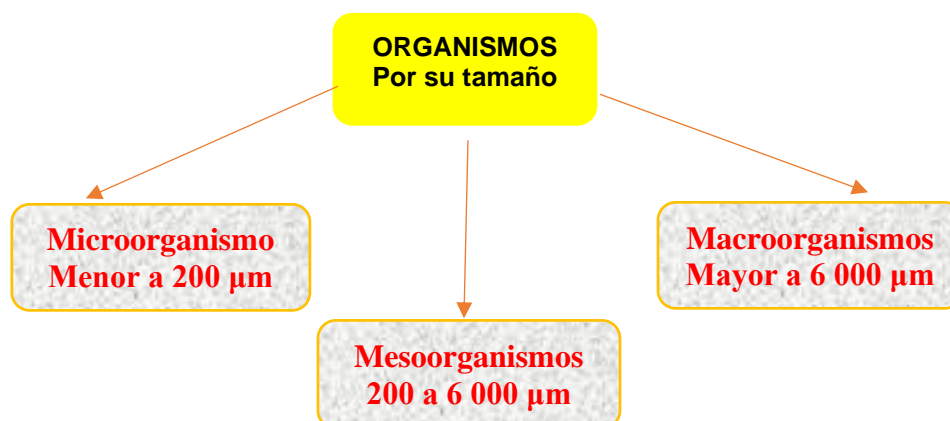 ORGANISMOS
Por su tamaño
Microorganismo
Menor a 200 µm
Macroorganismos
Mayor a 6 000 µm
Mesoorganismos
200 a 6 000 µm